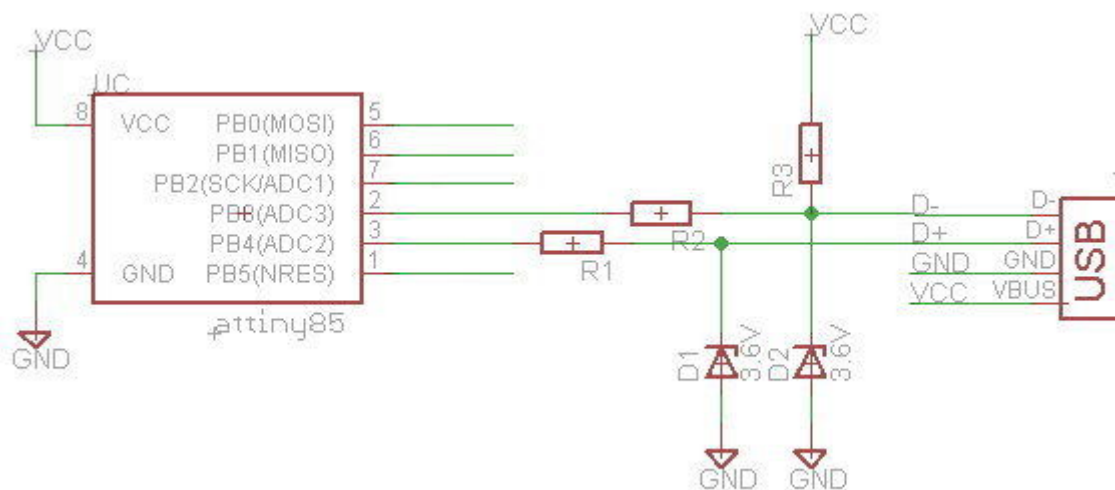 VCC
VCC
UC
8
VCC
PB0(MOSI)
5
PB1(MISO)
6
PB2(SCK/ADC1)
7
R3
PB3(ADC3)
2
R2
D-
D-
PB4(ADC2)
3
R1
D+
D+
4
GND
PB5(NRES)
1
GND
GND
VCC
VBUS
USB
attiny85
GND
D1
3.6V
D2
3.6V
GND
GND